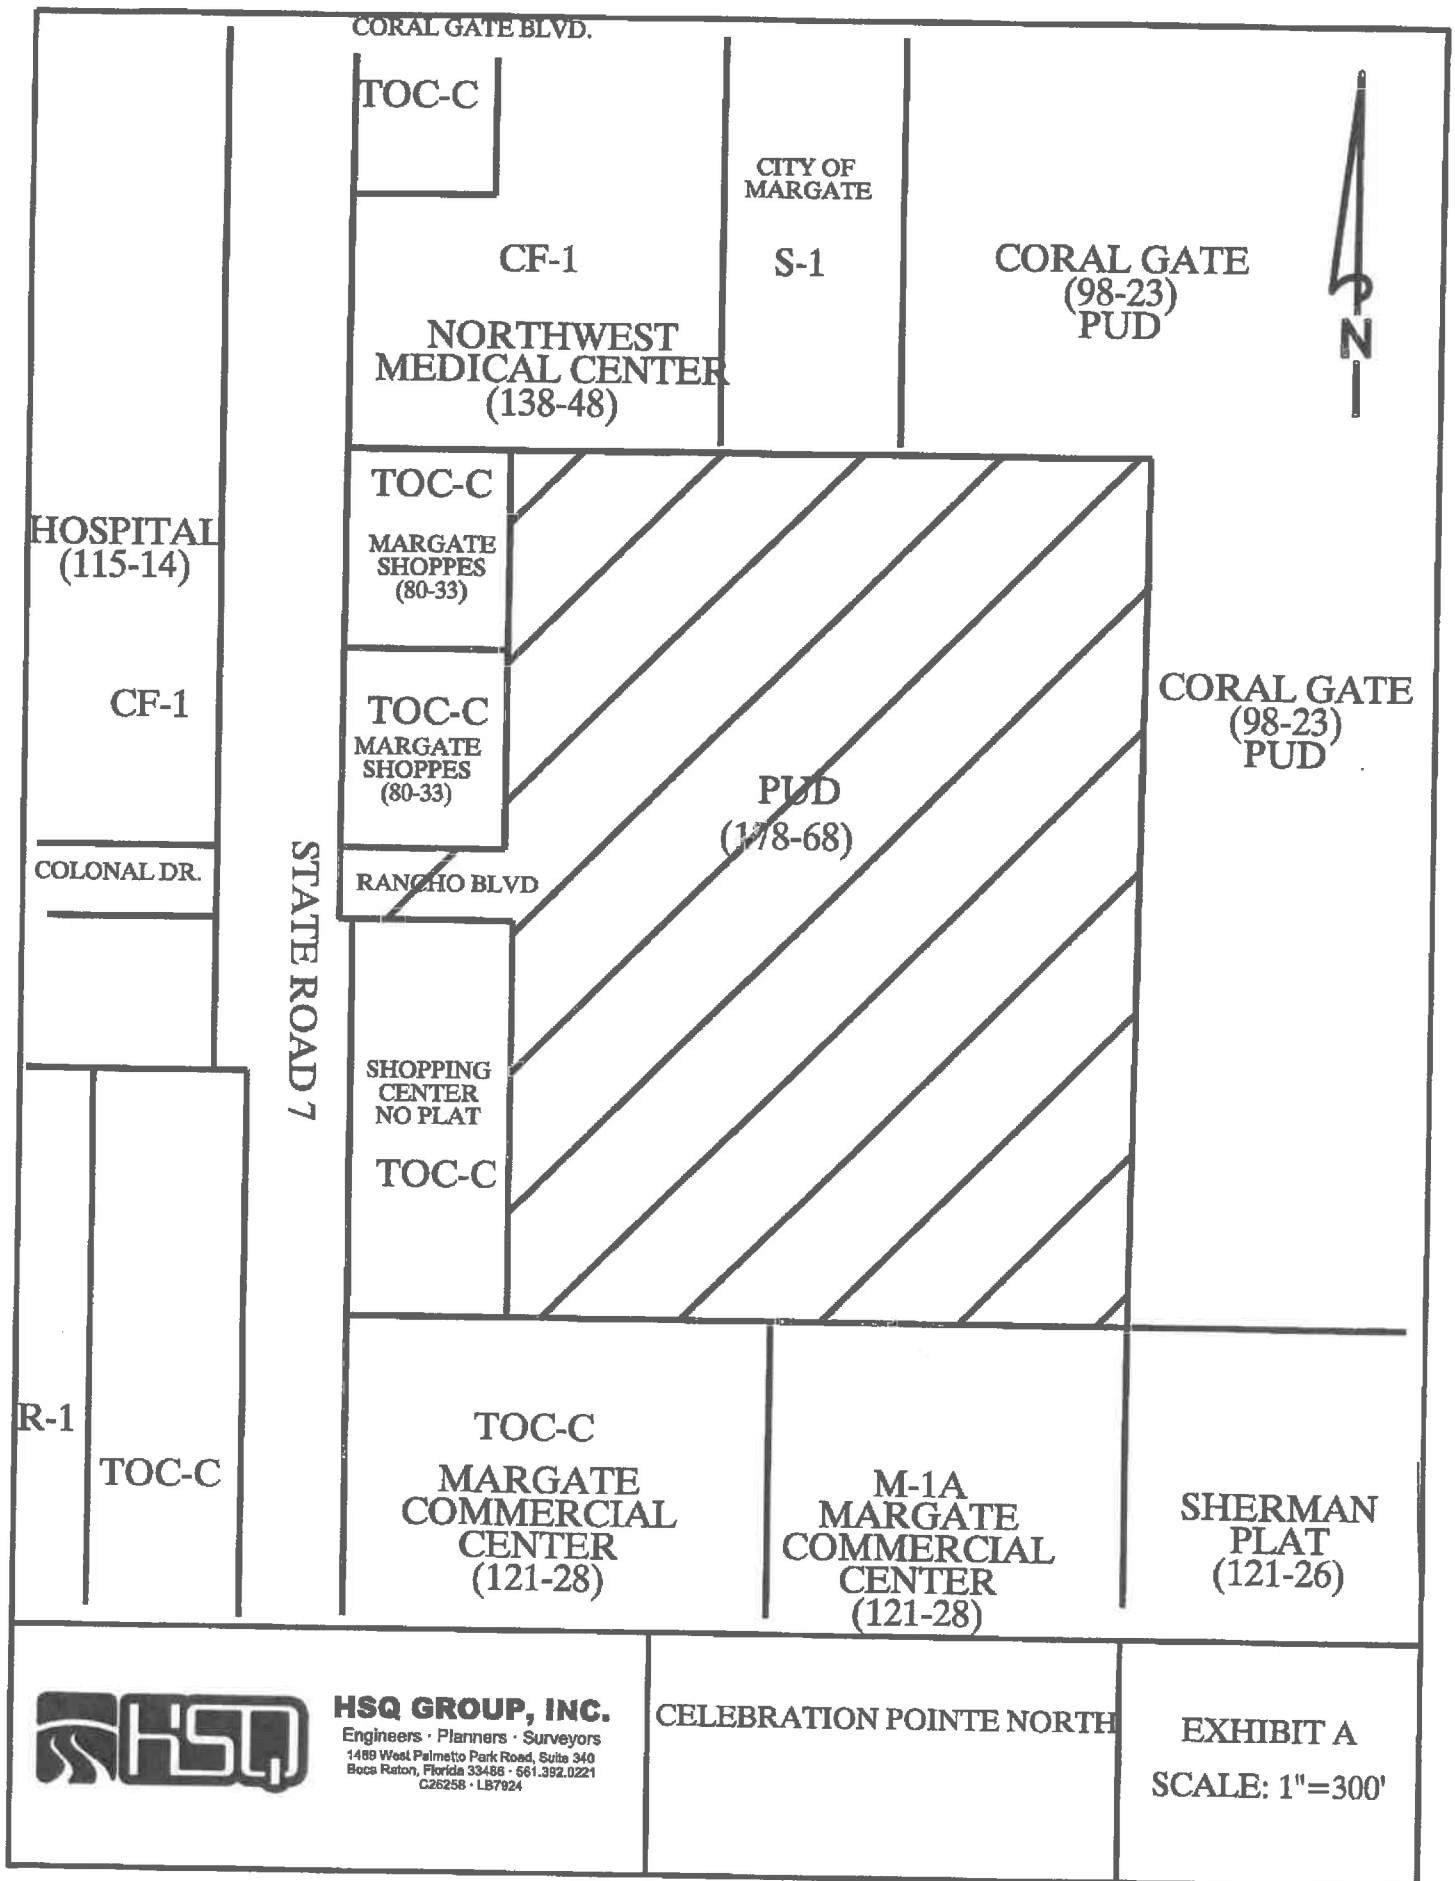 CORAL GATE BLVD.
TOC-C
CITY OF
MARGATE
CF-1
S-1
CORAL GATE
(98-23)
PUD
N
NORTHWEST
MEDICAL CENTER
(138-48)
HOSPITAL
(115-14)
CF-1
TOC-C
MARGATE
SHOPPES
(80-33)
TOC-C
MARGATE
SHOPPES
(80-33)
PUD
(178-68)
CORAL GATE
(98-23)
PUD
COLONAL DR.
RANCHO BLVD
STATE ROAD 7
SHOPPING
CENTER
NO PLAT
TOC-C
R-1
TOC-C
TOC-C
MARGATE
COMMERCIAL
CENTER
(121-28)
M-1A
MARGATE
COMMERCIAL
CENTER
(121-28)
SHERMAN
PLAT
(121-26)
HSQ
HSQ GROUP, INC.
Engineers · Planners · Surveyors
1489 West Palmetto Park Road, Suite 340
Boca Raton, Florida 33486 · 561.392.0221
C26258 · LB7924
CELEBRATION POINTE NORTH
EXHIBIT A
SCALE: 1"=300'